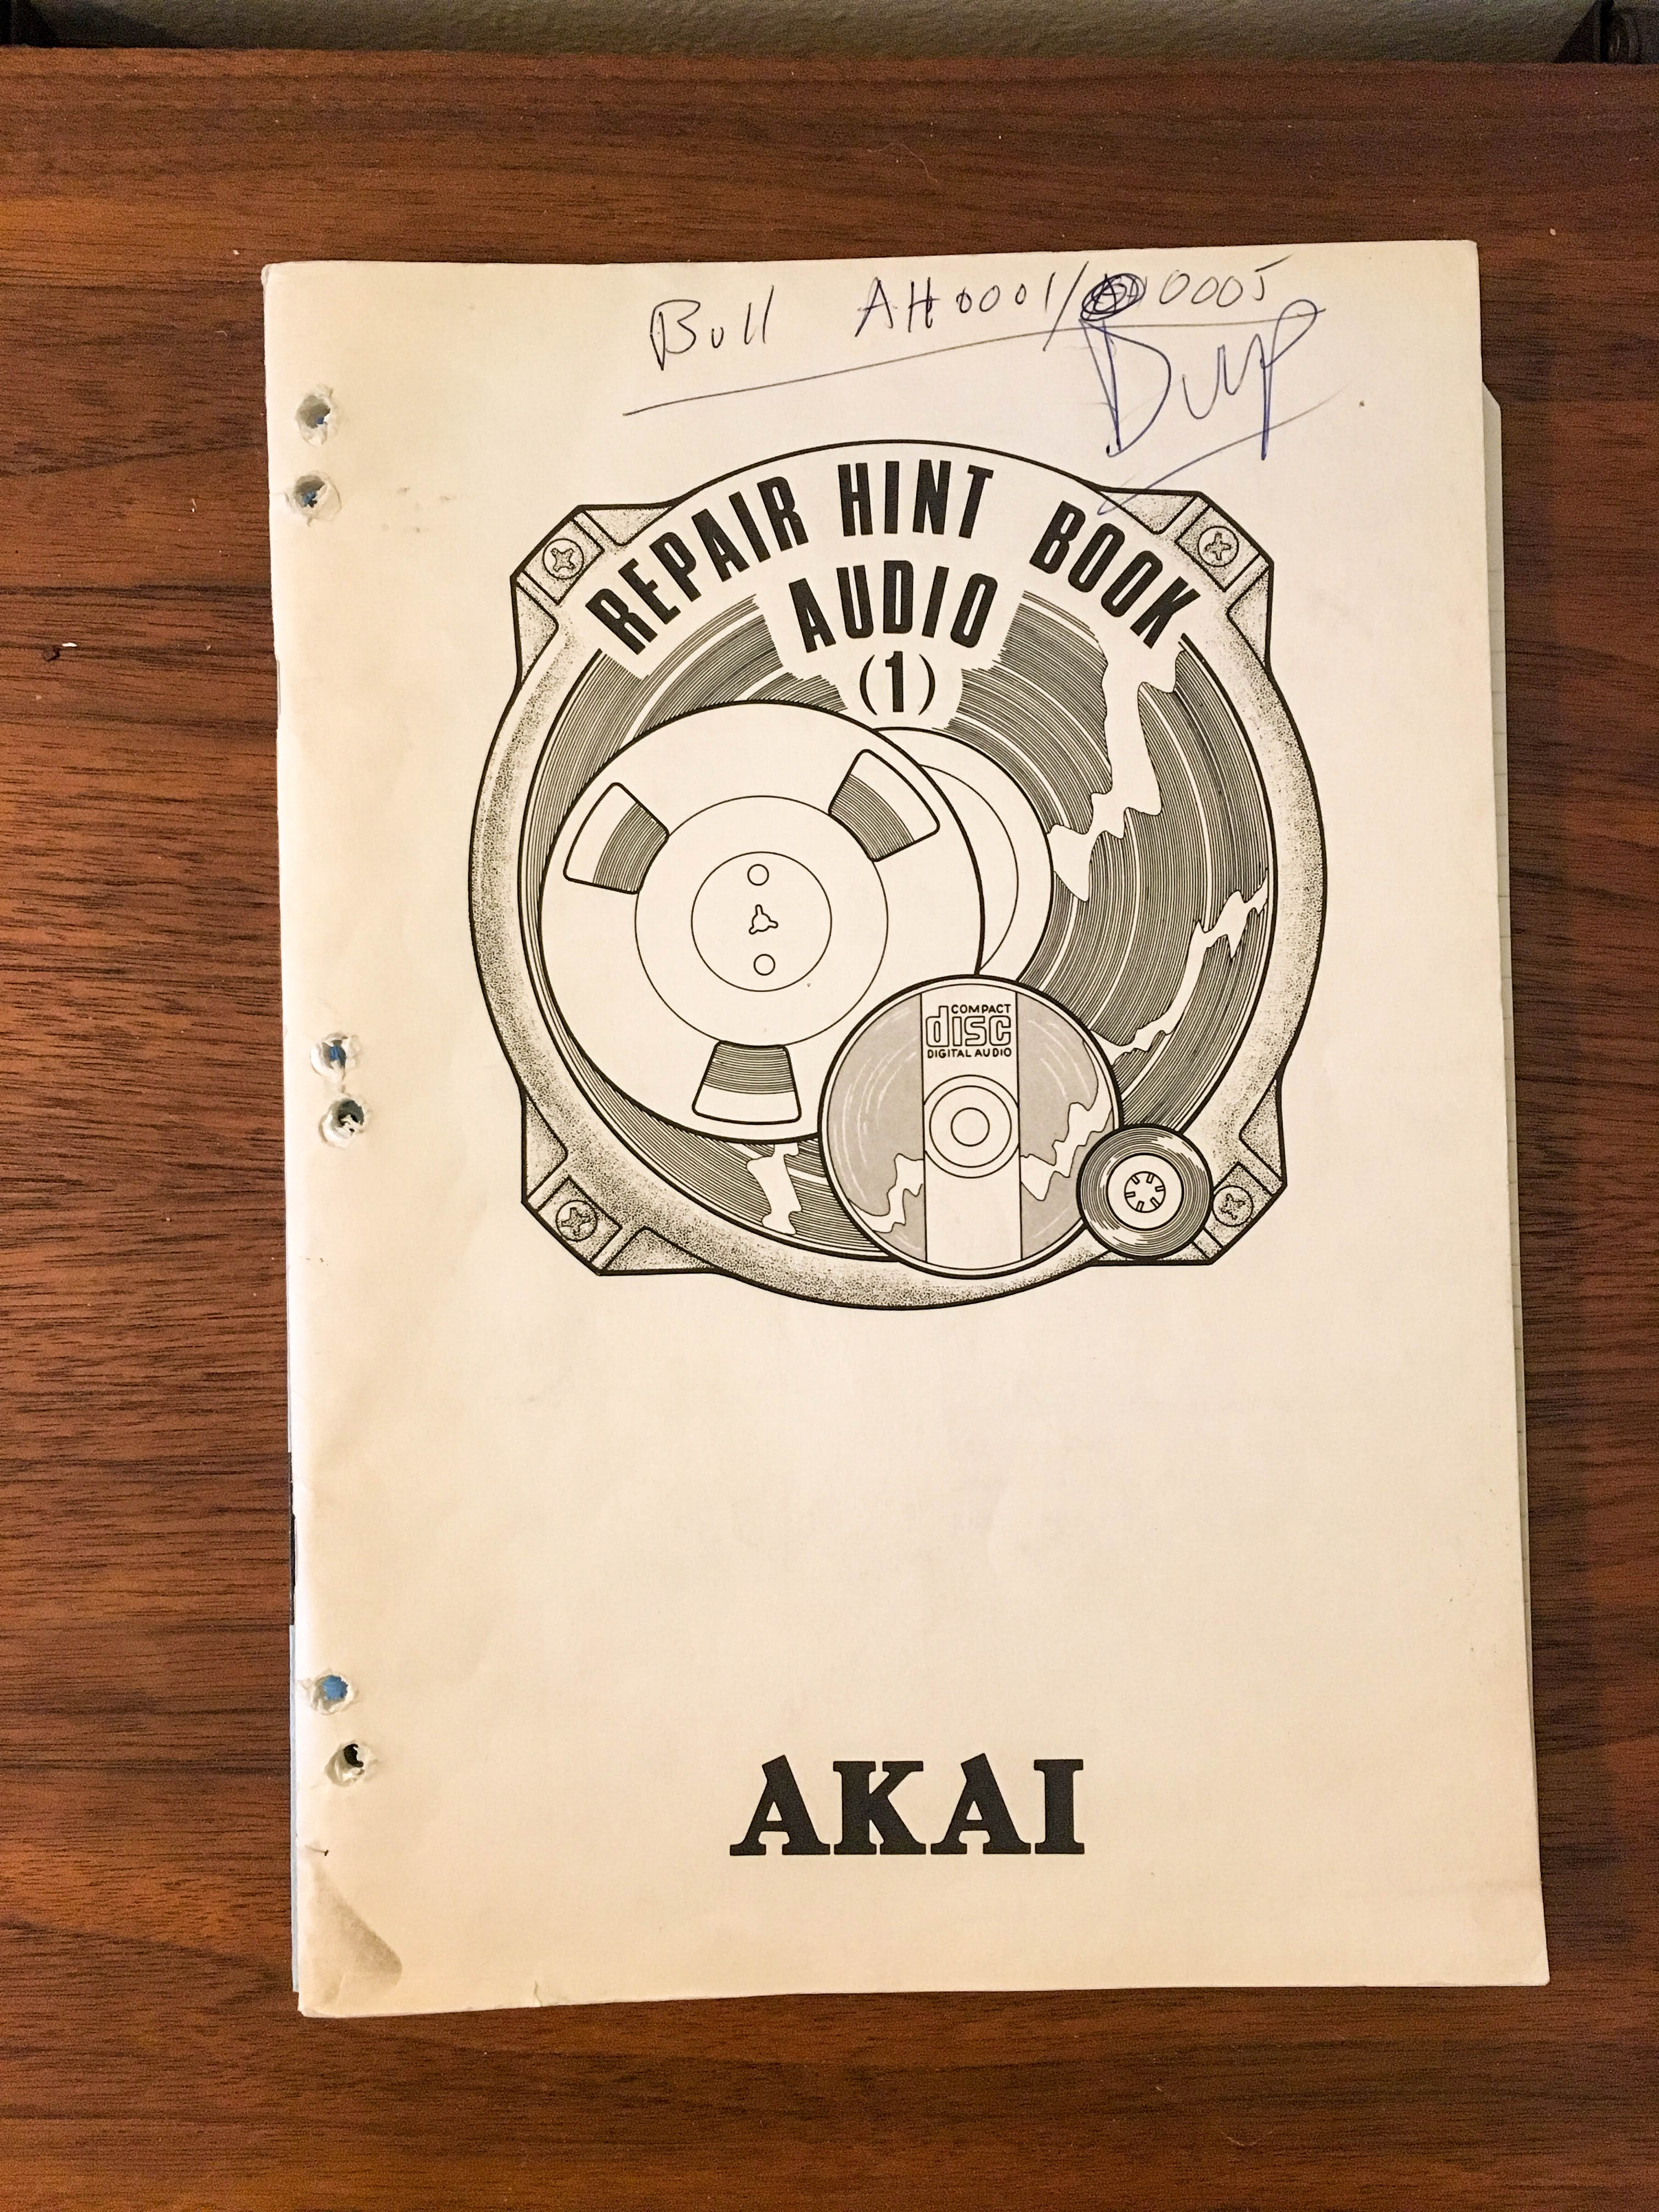 Bull AH0001/ 0005
Dup
REPAIR HINT BOOK
AUDIO
(1)
COMPACT
disc
DIGITAL AUDIO
AKAI